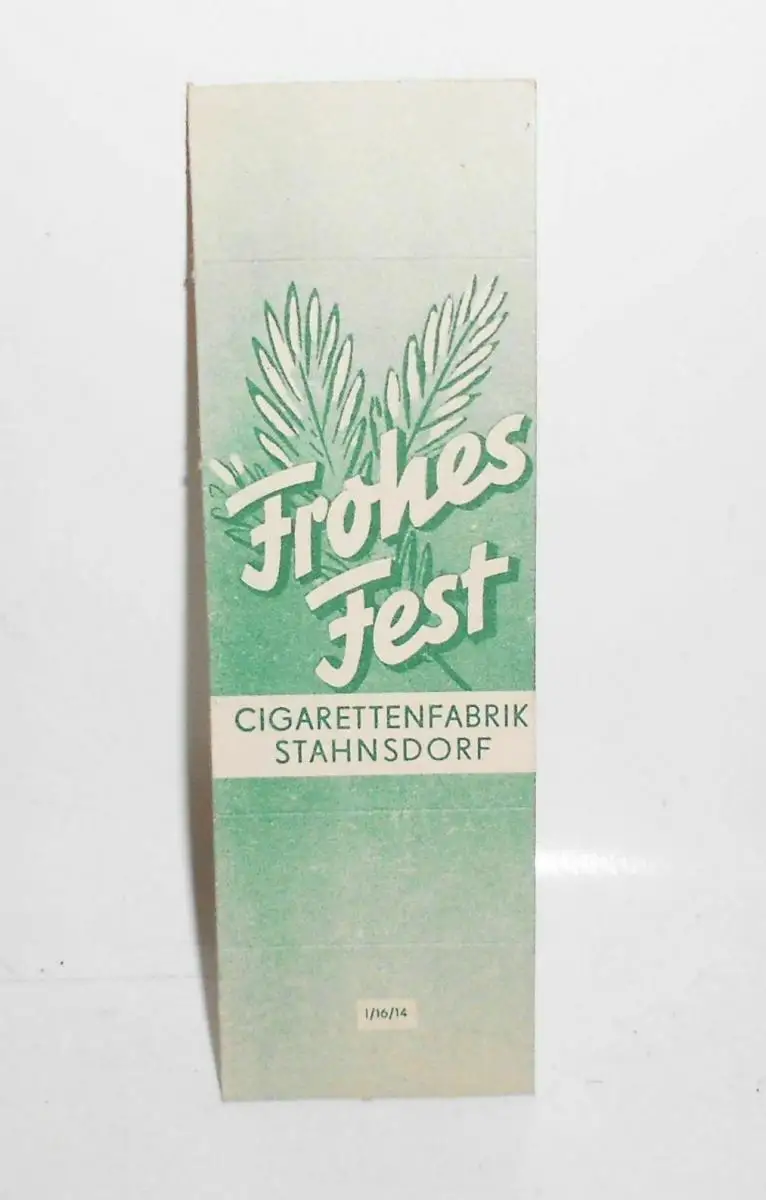 Frohes
Fest
CIGARETTENFABRIK
STAHNSDORF
1/16/14